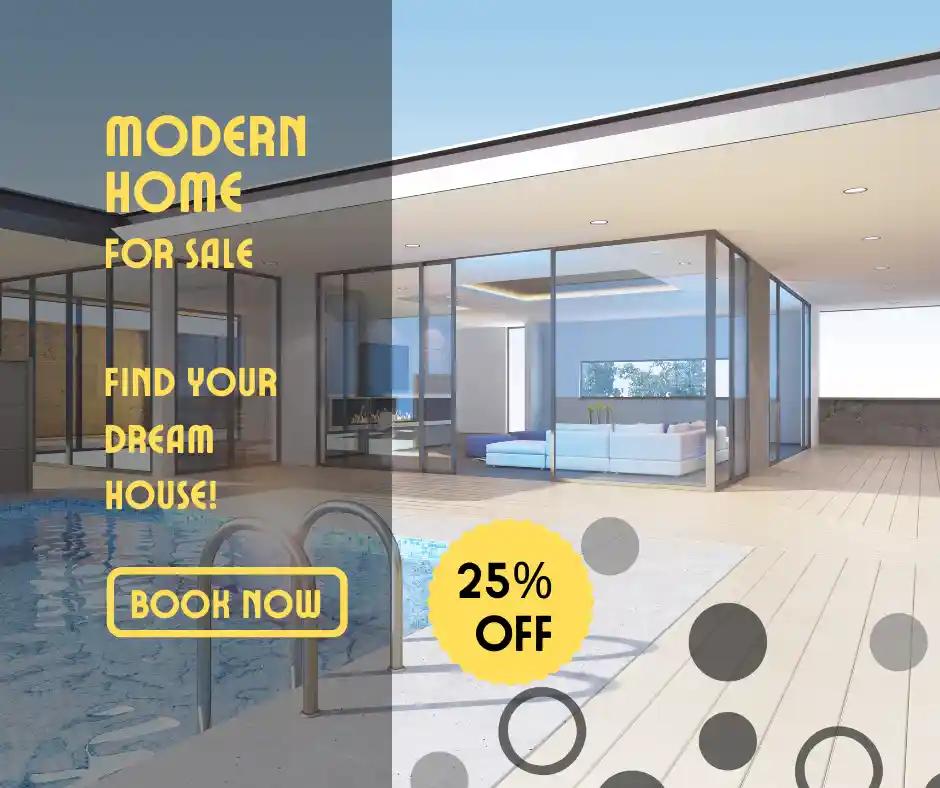 MODERN
HOME
FOR SALE
FIND YOUR
DREAM
HOUSE!
BOOK NOW
25%
OFF